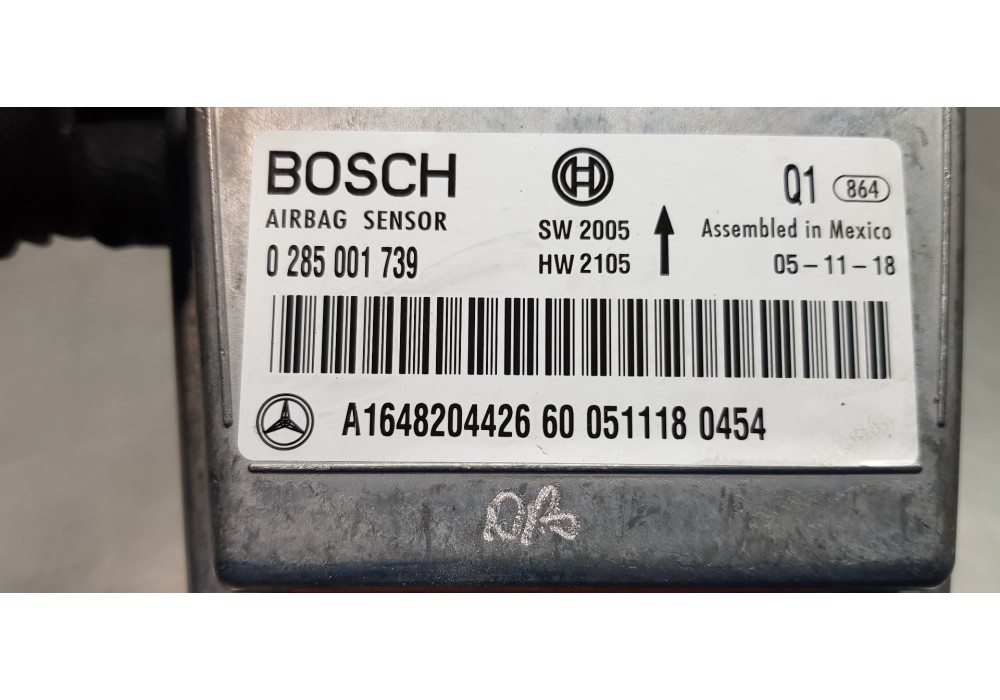 BOSCH
AIRBAG SENSOR
0 285 001 739
SW 2005
HW 2105
Q1 864
Assembled in Mexico
05-11-18
A1648204426 60 051118 0454